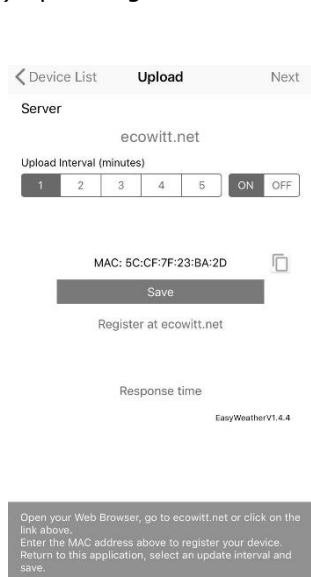 Device List Upload Next
Server
ecowitt.net
Upload Interval (minutes)
1 2 3 4 5 ON OFF
MAC: 5C:CF:7F:23:BA:2D
Save
Register at ecowitt.net
Response time
EasyWeatherV1.4.4
Open your Web Browser, go to ecowitt.net or click on the
link above.
Enter the MAC address above to register your device.
Return to this application, select an update interval and
save.